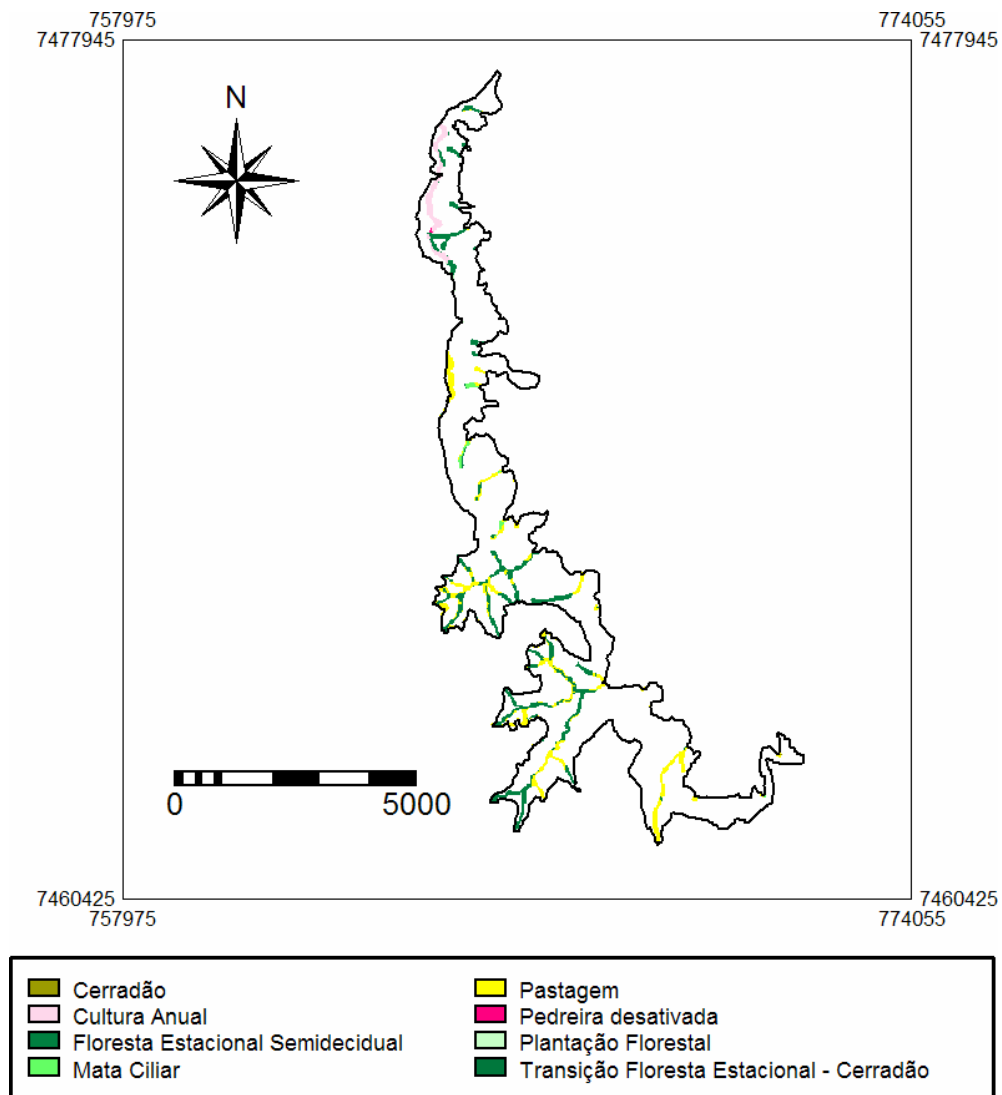 757975 774055
7477945 7477945
N
0 5000
7460425 7460425
757975 774055
Cerradão Pastagem
Cultura Anual Pedreira desativada
Floresta Estacional Semidecidual Plantação Florestal
Mata Ciliar Transição Floresta Estacional - Cerradão